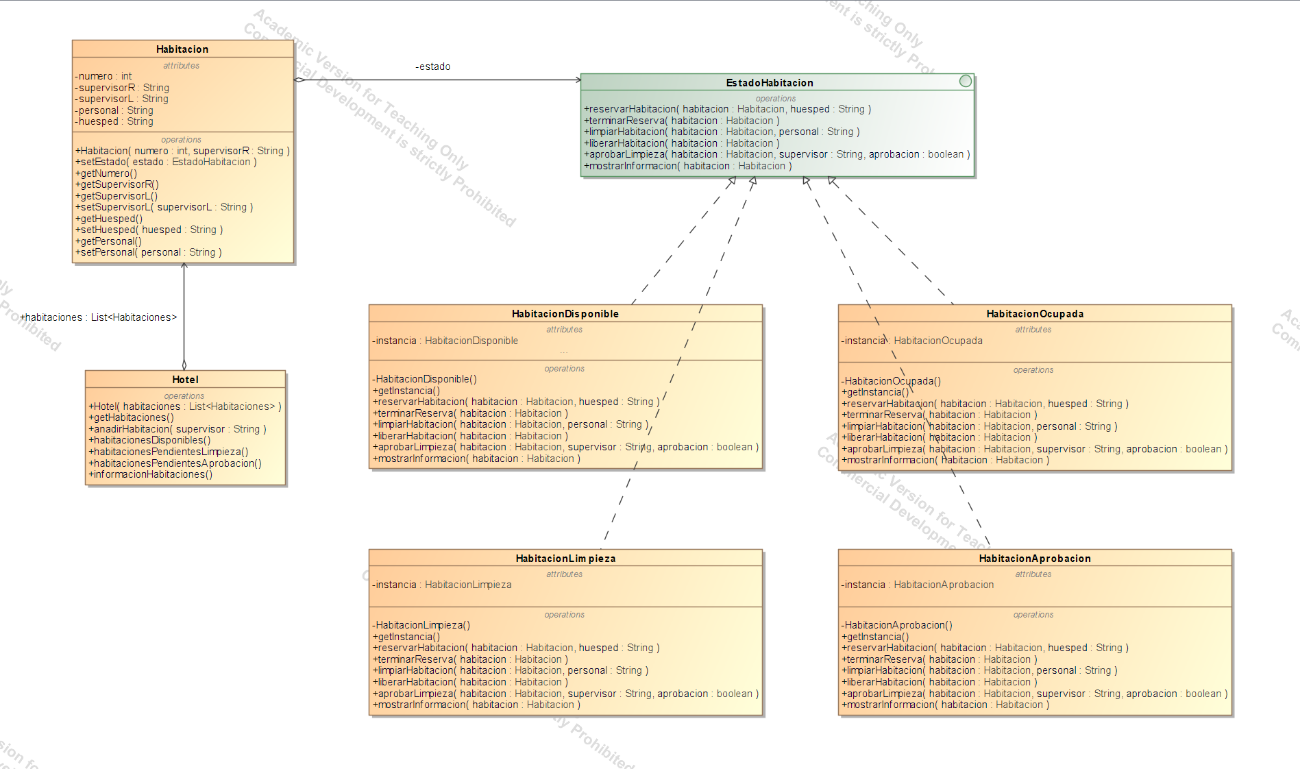 Habitacion
attributes
-numero : int
-supervisorR : String
-supervisorL : String
-personal : String
-huesped : String
operations
+Habitacion( numero : int, supervisorR : String )
+setEstado( estado : EstadoHabitacion )
+getNumero()
+getSupervisorR()
+getSupervisorL()
+setSupervisorL( supervisorL : String )
+getHuesped()
+setHuesped( huesped : String )
+getPersonal()
+setPersonal( personal : String )
-estado
EstadoHabitacion
operations
+reservarHabitacion( habitacion : Habitacion, huesped : String )
+terminarReserva( habitacion : Habitacion )
+limpiarHabitacion( habitacion : Habitacion, personal : String )
+liberarHabitacion( habitacion : Habitacion )
+aprobarLimpieza( habitacion : Habitacion, supervisor : String, aprobacion : boolean )
+mostrarInformacion( habitacion : Habitacion )
+habitaciones : List<Habitaciones>
Hotel
operations
+Hotel( habitaciones : List<Habitaciones> )
+getHabitaciones()
+anadirHabitacion( supervisor : String )
+habitacionesDisponibles()
+habitacionesPendientesLimpieza()
+habitacionesPendientesAprobacion()
+informacionHabitaciones()
HabitacionDisponible
attributes
-instancia : HabitacionDisponible
...
operations
-HabitacionDisponible()
+getInstancia()
+reservarHabitacion( habitacion : Habitacion, huesped : String )
+terminarReserva( habitacion : Habitacion )
+limpiarHabitacion( habitacion : Habitacion, personal : String )
+liberarHabitacion( habitacion : Habitacion )
+aprobarLimpieza( habitacion : Habitacion, supervisor : String, aprobacion : boolean )
+mostrarInformacion( habitacion : Habitacion )
HabitacionOcupada
attributes
-instancia : HabitacionOcupada
operations
-HabitacionOcupada()
+getInstancia()
+reservarHabitacion( habitacion : Habitacion, huesped : String )
+terminarReserva( habitacion : Habitacion )
+limpiarHabitacion( habitacion : Habitacion, personal : String )
+liberarHabitacion( habitacion : Habitacion )
+aprobarLimpieza( habitacion : Habitacion, supervisor : String, aprobacion : boolean )
+mostrarInformacion( habitacion : Habitacion )
HabitacionLimpieza
attributes
-instancia : HabitacionLimpieza
operations
-HabitacionLimpieza()
+getInstancia()
+reservarHabitacion( habitacion : Habitacion, huesped : String )
+terminarReserva( habitacion : Habitacion )
+limpiarHabitacion( habitacion : Habitacion, personal : String )
+liberarHabitacion( habitacion : Habitacion )
+aprobarLimpieza( habitacion : Habitacion, supervisor : String, aprobacion : boolean )
+mostrarInformacion( habitacion : Habitacion )
HabitacionAprobacion
attributes
-instancia : HabitacionAprobacion
operations
-HabitacionAprobacion()
+getInstancia()
+reservarHabitacion( habitacion : Habitacion, huesped : String )
+terminarReserva( habitacion : Habitacion )
+limpiarHabitacion( habitacion : Habitacion, personal : String )
+liberarHabitacion( habitacion : Habitacion )
+aprobarLimpieza( habitacion : Habitacion, supervisor : String, aprobacion : boolean )
+mostrarInformacion( habitacion : Habitacion )
Academic Version for Teaching Only
Commercial Development is strictly Prohibited